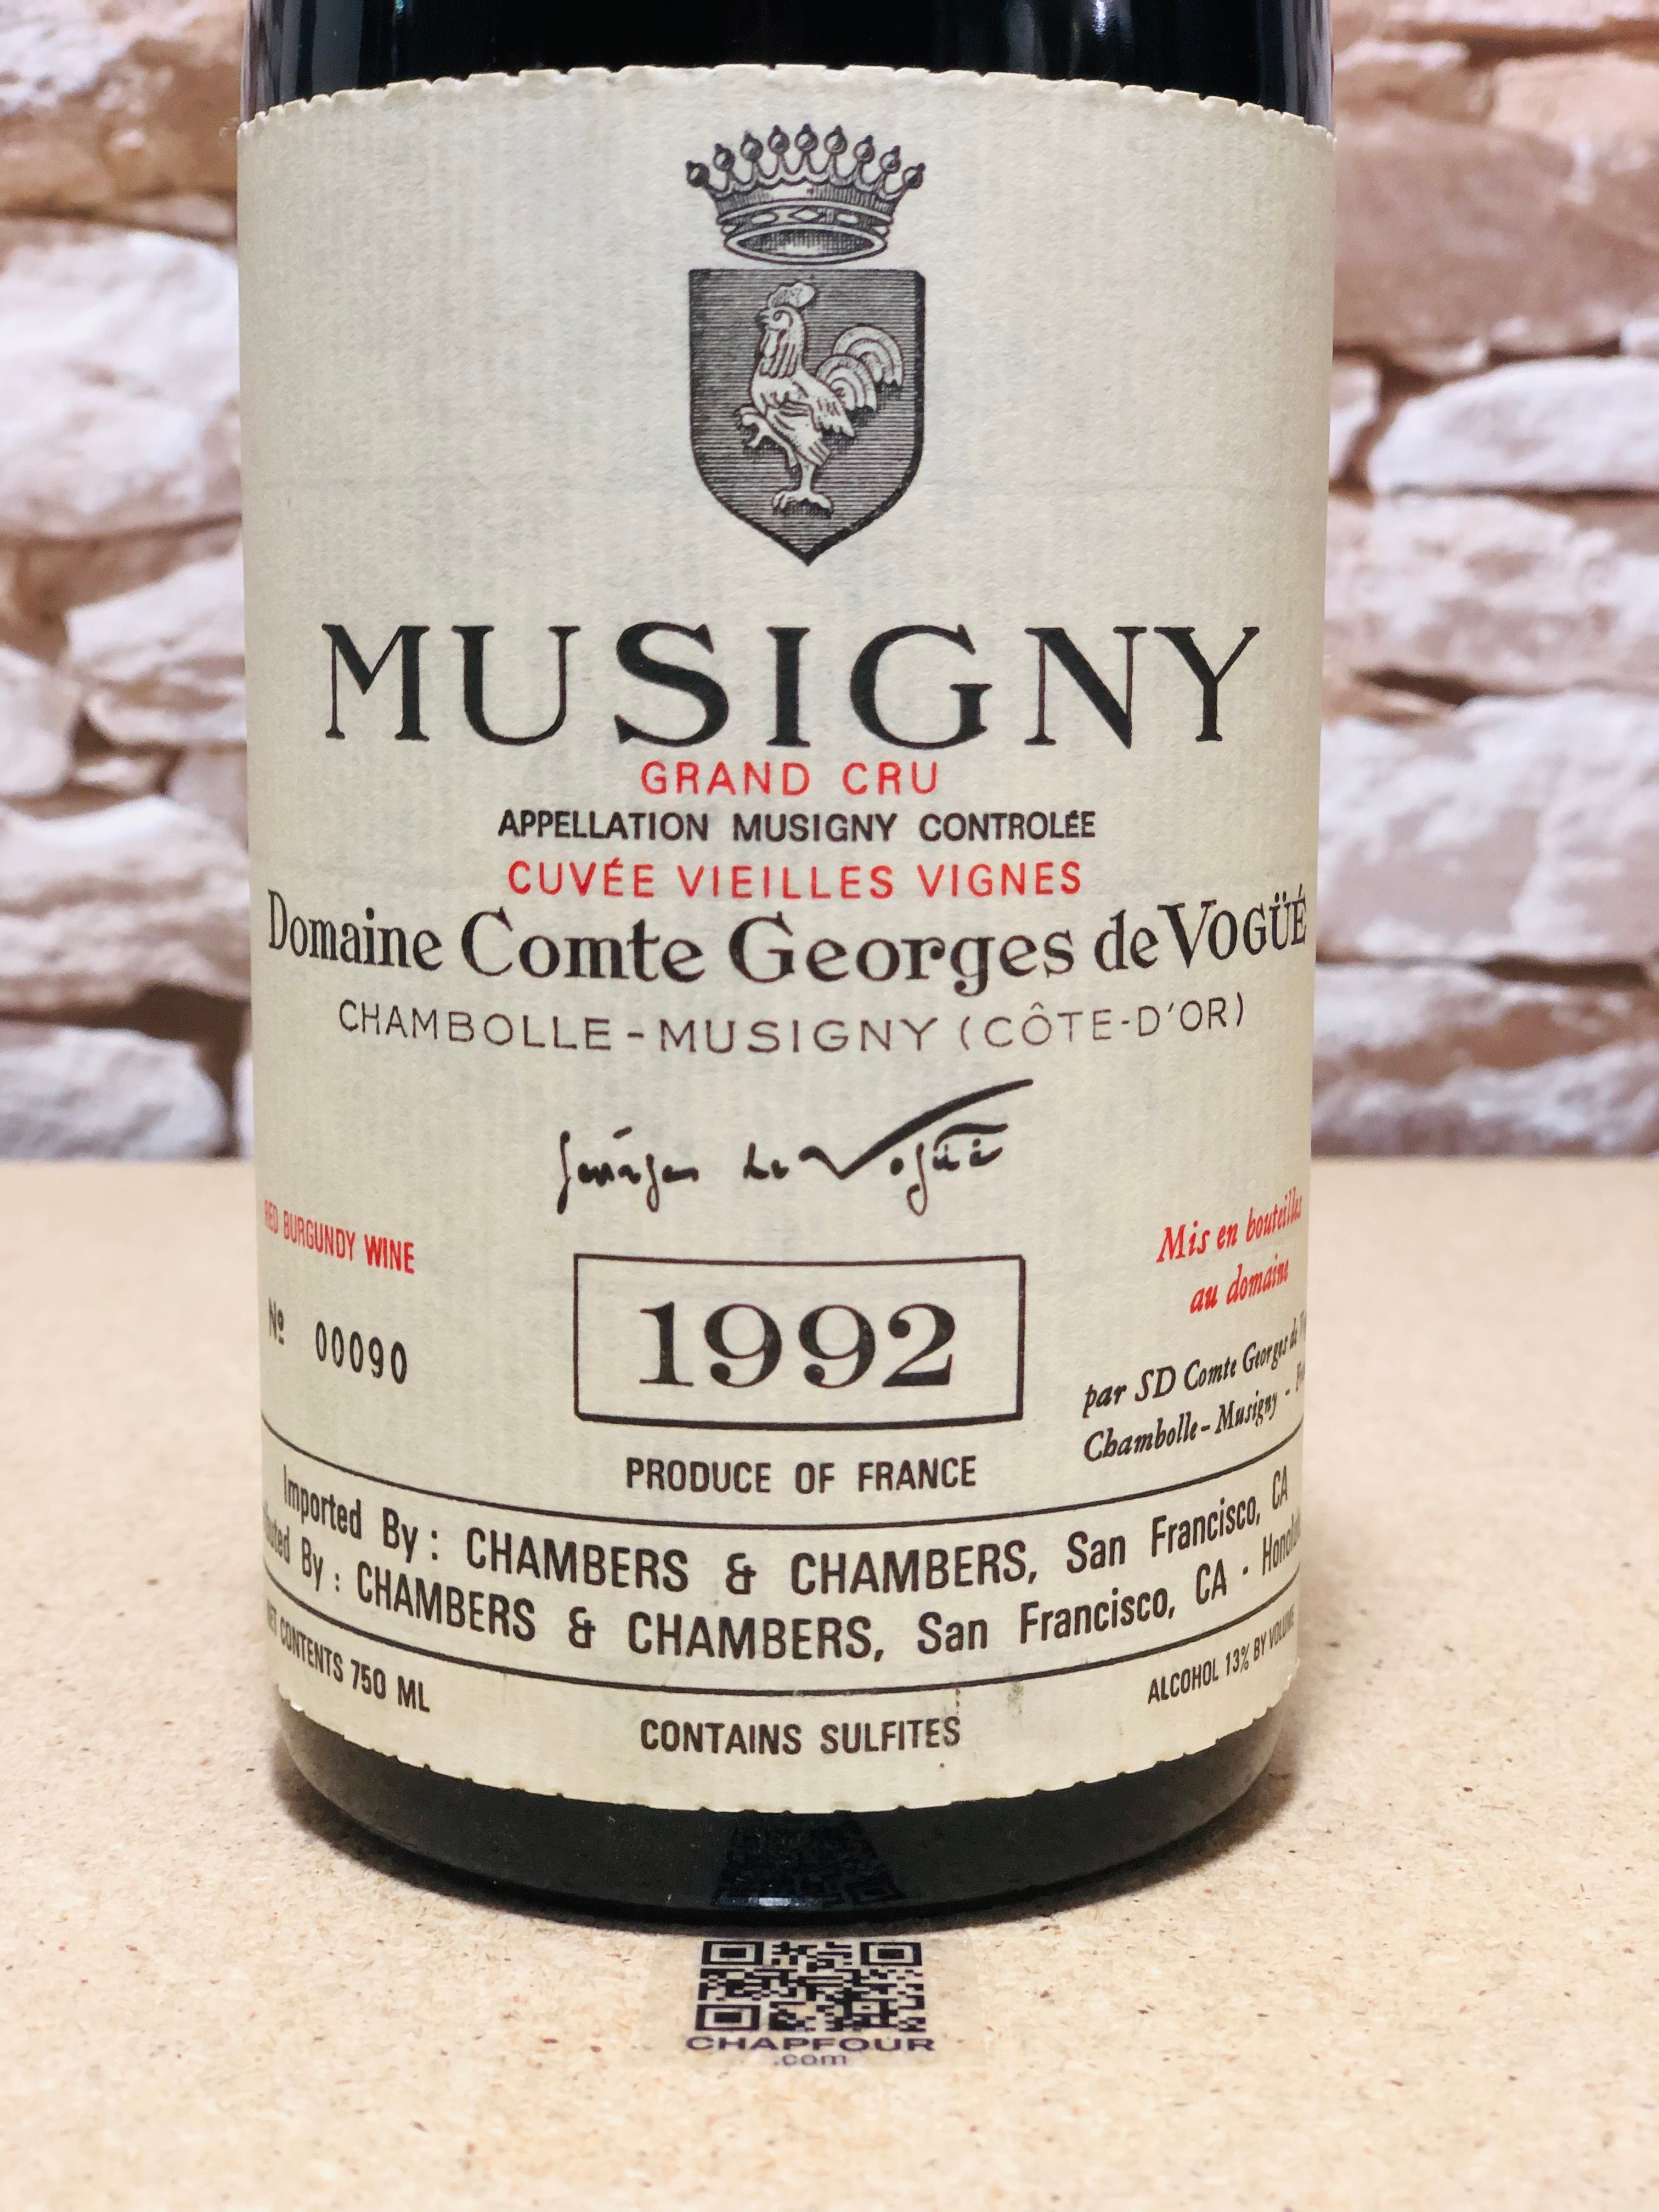 MUSIGNY
GRAND CRU
APPELLATION MUSIGNY CONTROLÉE
CUVÉE VIEILLES VIGNES
Domaine Comte Georges de VOGÜÉ
CHAMBOLLE-MUSIGNY (CÔTE-D'OR)
Georges de Vogüé
RED BURGUNDY WINE
Nº 00090
1992
Mis en bouteilles
au domaine
par SD Comte Georges de
Chambolle-Musigny -
PRODUCE OF FRANCE
Imported By: CHAMBERS & CHAMBERS, San Francisco, CA
By: CHAMBERS & CHAMBERS, San Francisco, CA ·
NET CONTENTS 750 ML
ALCOHOL 13% BY VOLUME
CONTAINS SULFITES
CHAPFOUR
.com